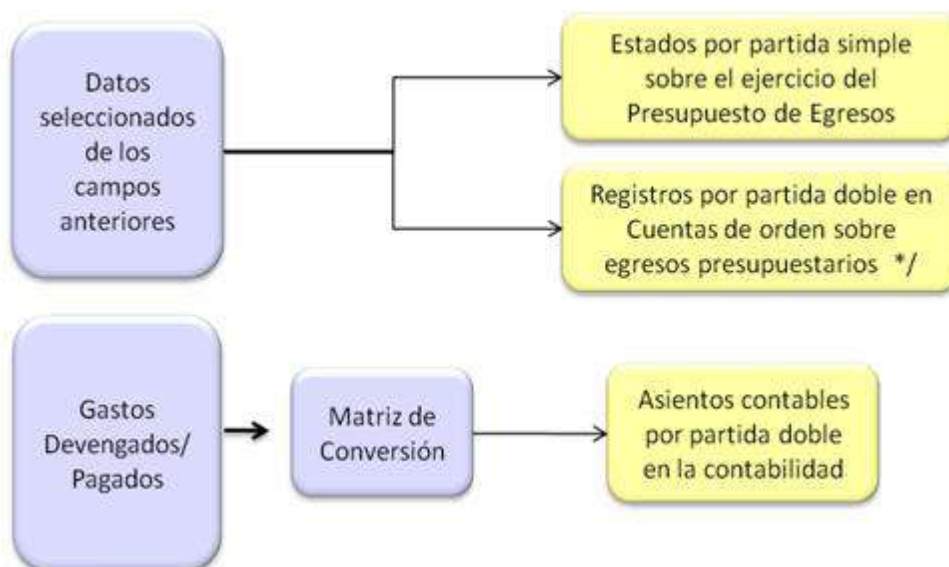 Datos
seleccionados
de los
campos
anteriores
Estados por partida simple
sobre el ejercicio del
Presupuesto de Egresos
Registros por partida doble en
Cuentas de orden sobre
egresos presupuestarios */
Gastos
Devengados/
Pagados
Matriz de
Conversión
Asientos contables
por partida doble
en la contabilidad